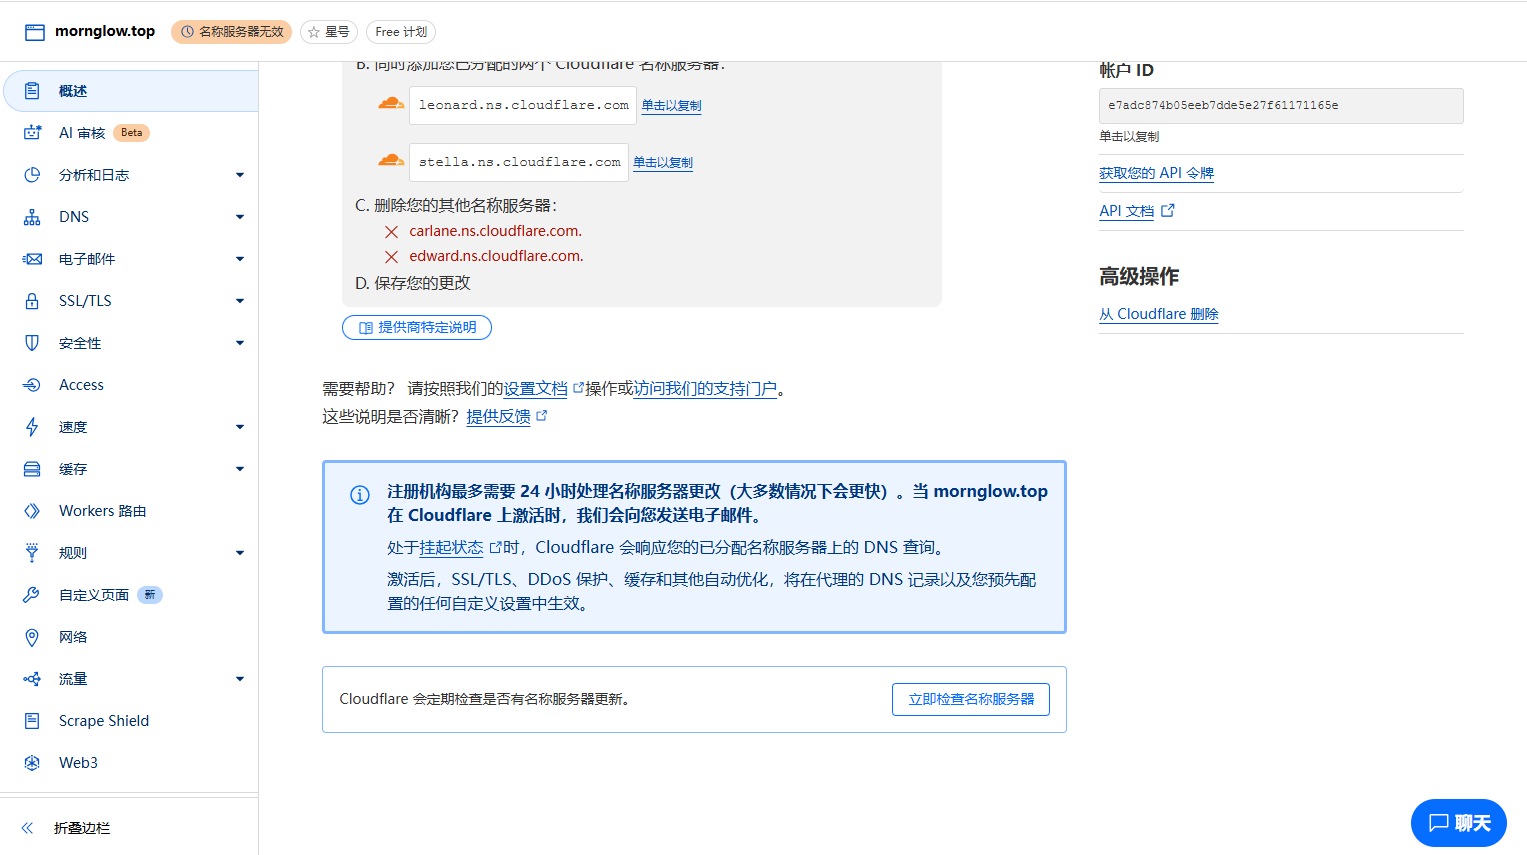 mornglow.top
名称服务器无效
星号
Free 计划
概述
AI 审核
Beta
分析和日志
DNS
电子邮件
SSL/TLS
安全性
Access
速度
缓存
Workers 路由
规则
自定义页面
新
网络
流量
Scrape Shield
Web3
折叠边栏
B. 同时添加您已分配的两个 Cloudflare 名称服务器：
leonard.ns.cloudflare.com
单击以复制
stella.ns.cloudflare.com
单击以复制
C. 删除您的其他名称服务器：
carlane.ns.cloudflare.com.
edward.ns.cloudflare.com.
D. 保存您的更改
提供商特定说明
需要帮助？ 请按照我们的设置文档操作或访问我们的支持门户。
这些说明是否清晰？提供反馈
注册机构最多需要 24 小时处理名称服务器更改（大多数情况下会更快）。当 mornglow.top
在 Cloudflare 上激活时，我们会向您发送电子邮件。
处于挂起状态时，Cloudflare 会响应您的已分配名称服务器上的 DNS 查询。
激活后，SSL/TLS、DDoS 保护、缓存和其他自动优化，将在代理的 DNS 记录以及您预先配
置的任何自定义设置中生效。
Cloudflare 会定期检查是否有名称服务器更新。
立即检查名称服务器
帐户 ID
e7adc874b05eeb7dde5e27f61171165e
单击以复制
获取您的 API 令牌
API 文档
高级操作
从 Cloudflare 删除
聊天